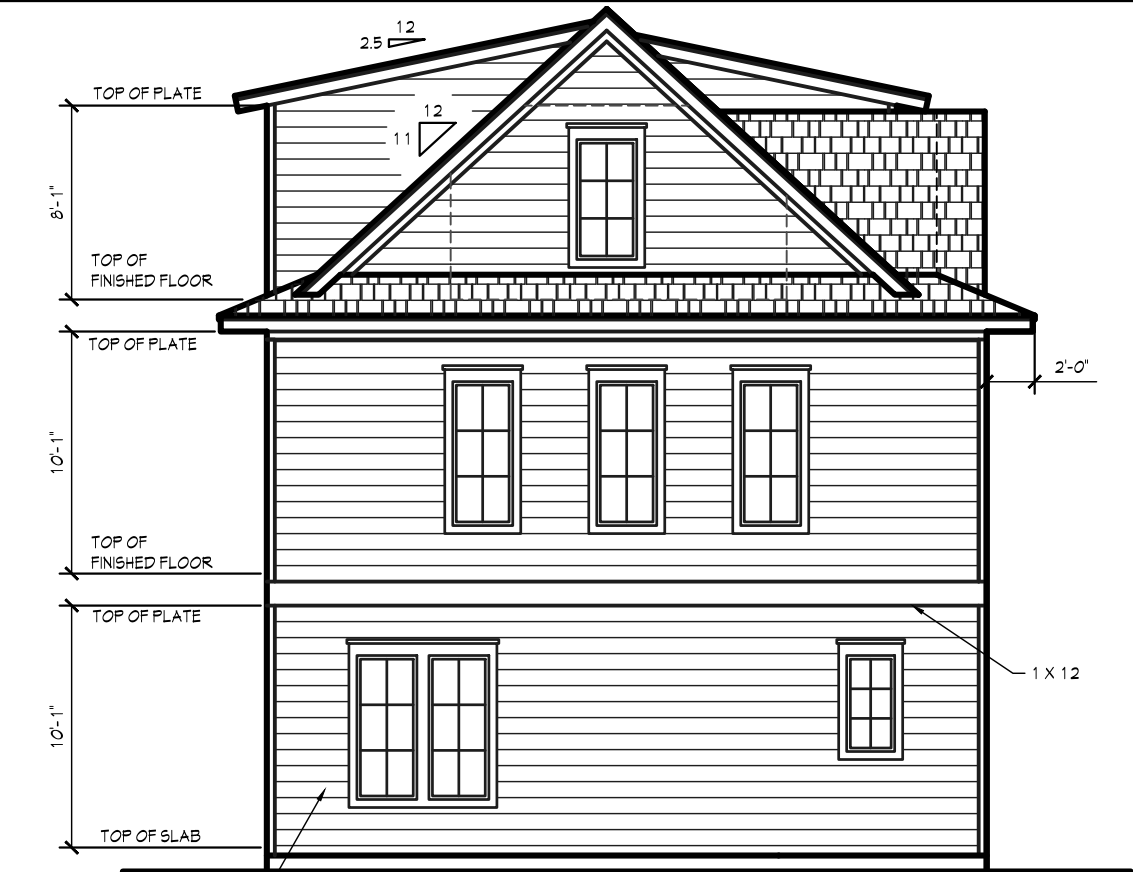 12
2.5
TOP OF PLATE
12
11
8'-1"
TOP OF
FINISHED FLOOR
TOP OF PLATE
2'-0"
10'-1"
TOP OF
FINISHED FLOOR
TOP OF PLATE
1 X 12
10'-1"
TOP OF SLAB